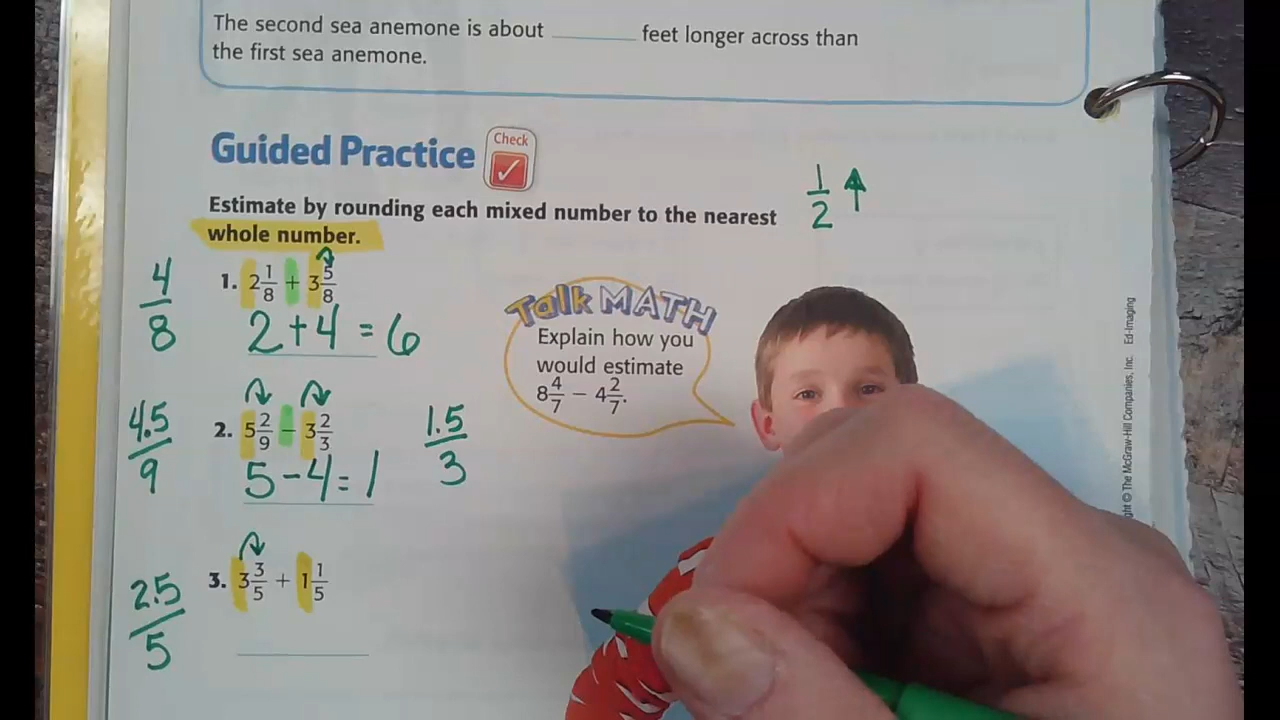 The second sea anemone is about ______ feet longer across than
the first sea anemone.
Guided Practice
Check
Estimate by rounding each mixed number to the nearest
whole number.
1/2 ↑
4/8
1. 2 1/8 + 3 5/8
2 + 4 = 6
4.5/9
2. 5 2/9 − 3 2/3
1.5/3
5 − 4 = 1
2.5/5
3. 3 3/5 + 1 1/5
Talk MATH
Explain how you
would estimate
8 4/7 − 4 2/7.
ght © The McGraw-Hill Companies, Inc. Ed-Imaging